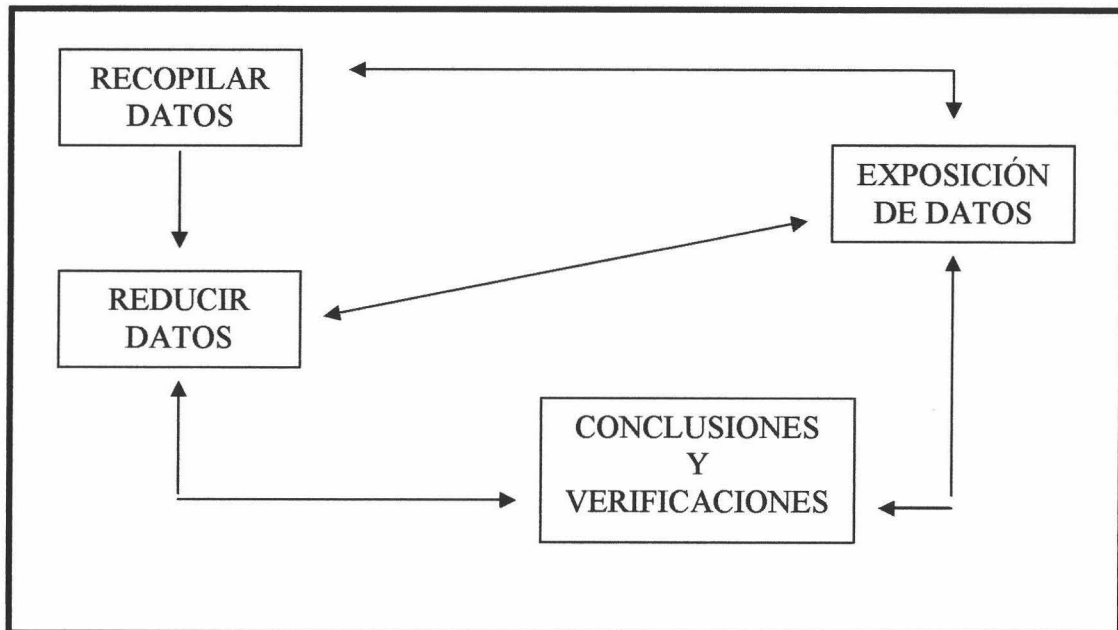 RECOPILAR
DATOS
EXPOSICIÓN
DE DATOS
REDUCIR
DATOS
CONCLUSIONES
Y
VERIFICACIONES